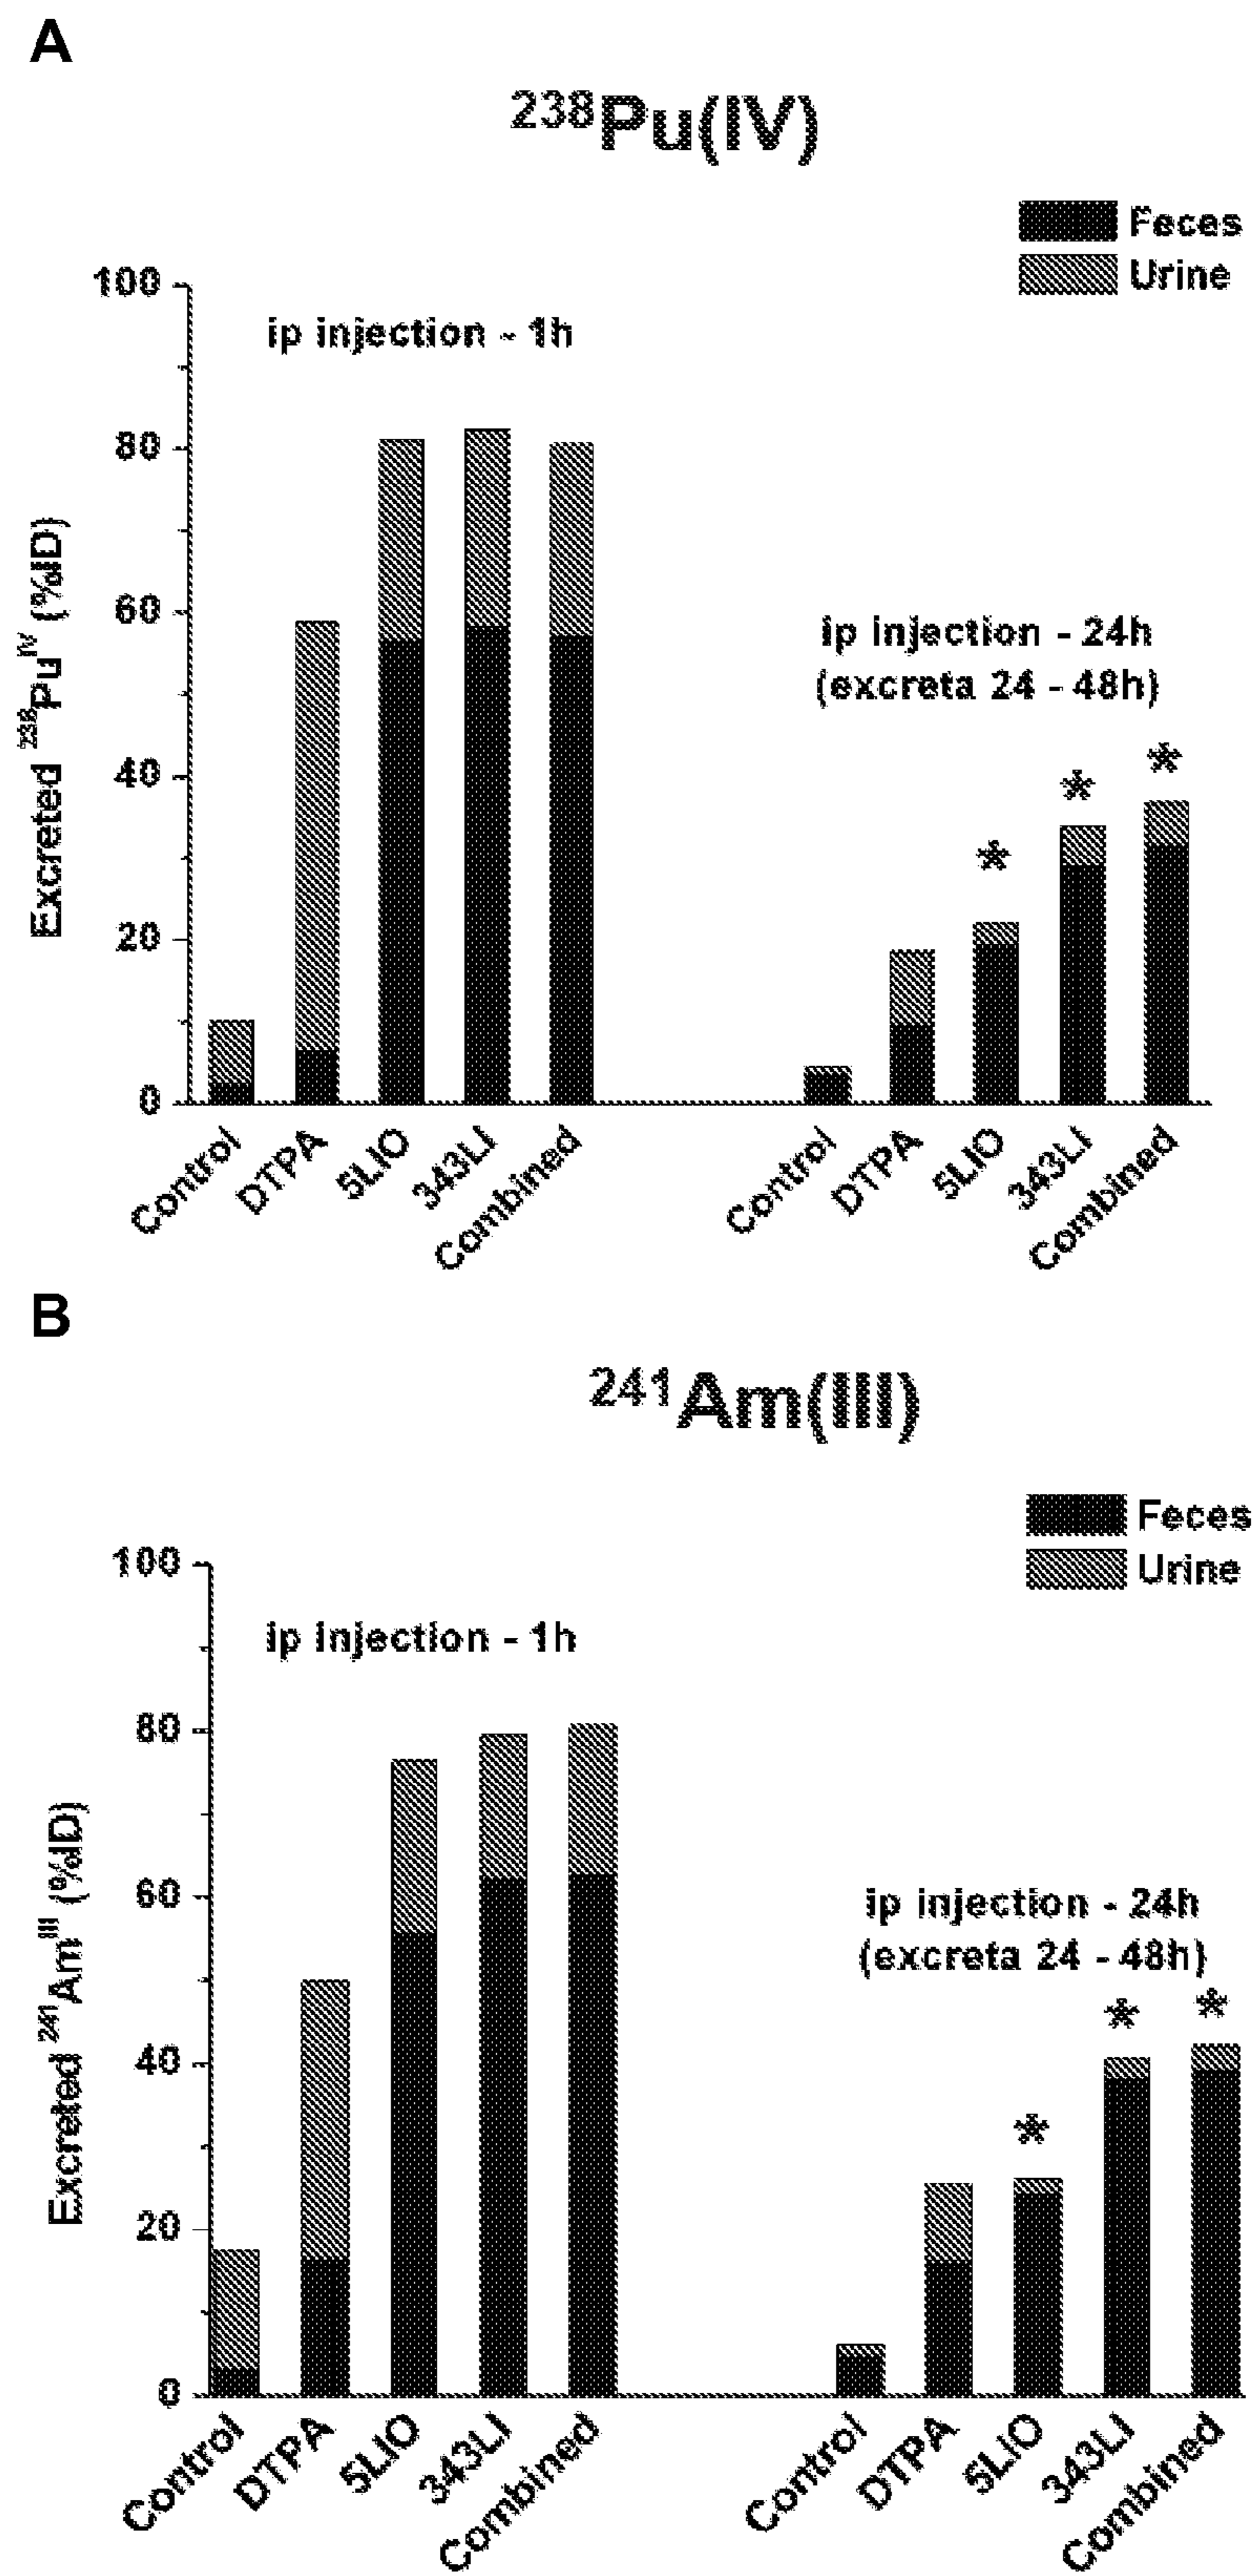 A
²³⁸Pu(IV)
Feces
Urine
100
80
60
40
20
0
Excreted ²³⁸Puᴵⱽ (%ID)
ip injection - 1h
ip injection - 24h
(excreta 24 - 48h)
*
*
*
Control
DTPA
5LIO
343LI
Combined
Control
DTPA
5LIO
343LI
Combined
B
²⁴¹Am(III)
Feces
Urine
100
80
60
40
20
0
Excreted ²⁴¹Amᴵᴵᴵ (%ID)
ip injection - 1h
ip injection - 24h
(excreta 24 - 48h)
*
*
*
Control
DTPA
5LIO
343LI
Combined
Control
DTPA
5LIO
343LI
Combined